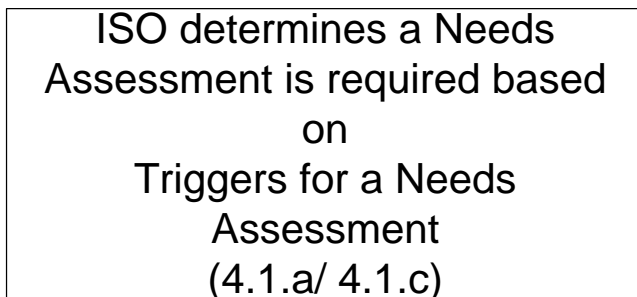 ISO determines a Needs
Assessment is required based
on
Triggers for a Needs
Assessment
(4.1.a/ 4.1.c)